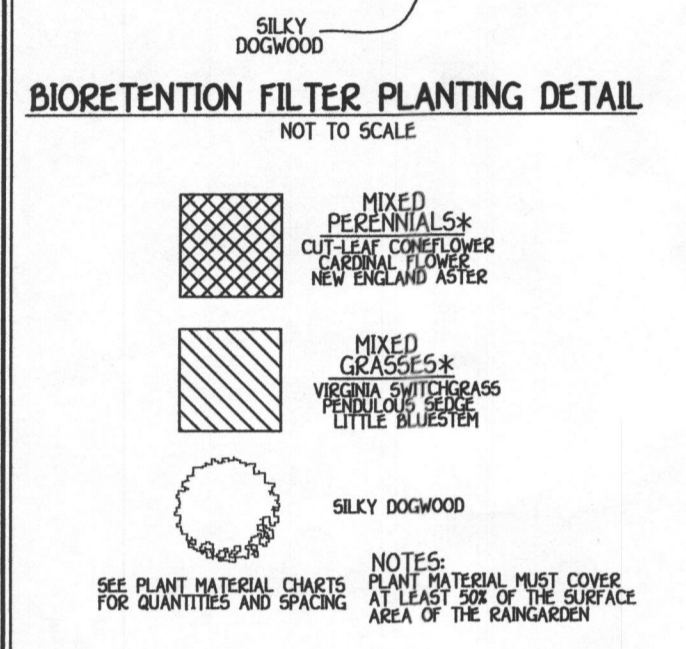 SILKY
DOGWOOD
BIORETENTION FILTER PLANTING DETAIL
NOT TO SCALE
MIXED
PERENNIALS*
CUT-LEAF CONEFLOWER
CARDINAL FLOWER
NEW ENGLAND ASTER
MIXED
GRASSES*
VIRGINIA SWITCHGRASS
PENDULOUS SEDGE
LITTLE BLUESTEM
SILKY DOGWOOD
SEE PLANT MATERIAL CHARTS
FOR QUANTITIES AND SPACING
NOTES:
PLANT MATERIAL MUST COVER
AT LEAST 50% OF THE SURFACE
AREA OF THE RAINGARDEN